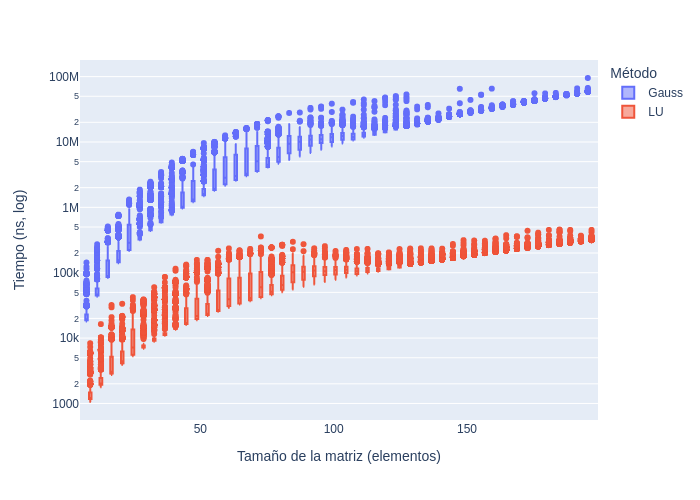 Método
Gauss
LU
100M
5
2
10M
5
2
1M
5
2
100k
5
2
10k
5
2
1000
50
100
150
Tiempo (ns, log)
Tamaño de la matriz (elementos)